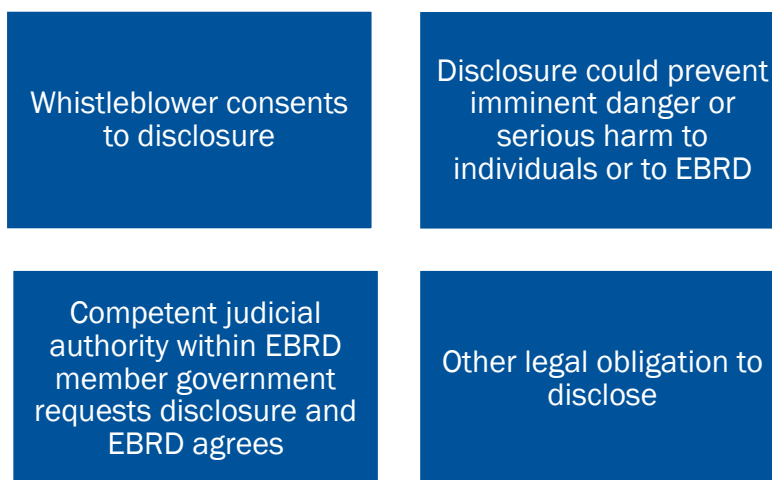 Whistleblower consents
to disclosure
Disclosure could prevent
imminent danger or
serious harm to
individuals or to EBRD
Competent judicial
authority within EBRD
member government
requests disclosure and
EBRD agrees
Other legal obligation to
disclose